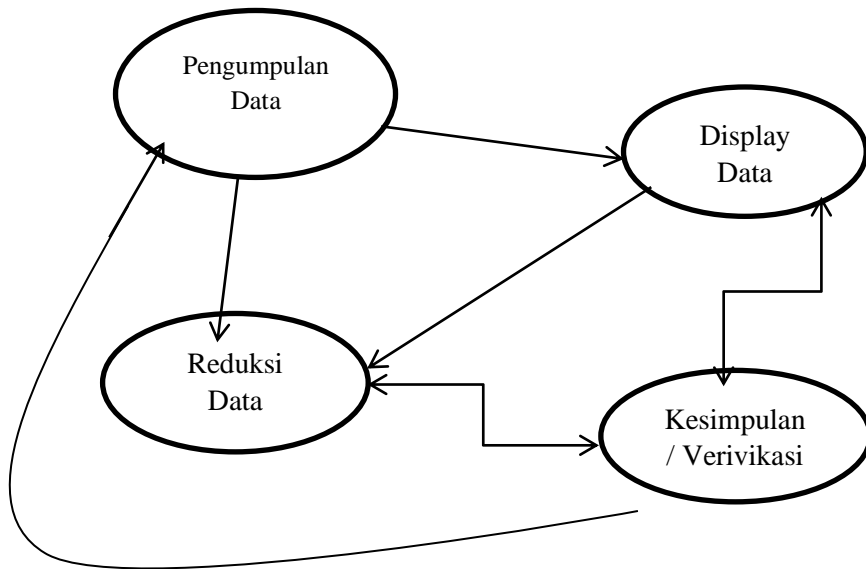 Pengumpulan
Data
Display
Data
Reduksi
Data
Kesimpulan
/ Verivikasi